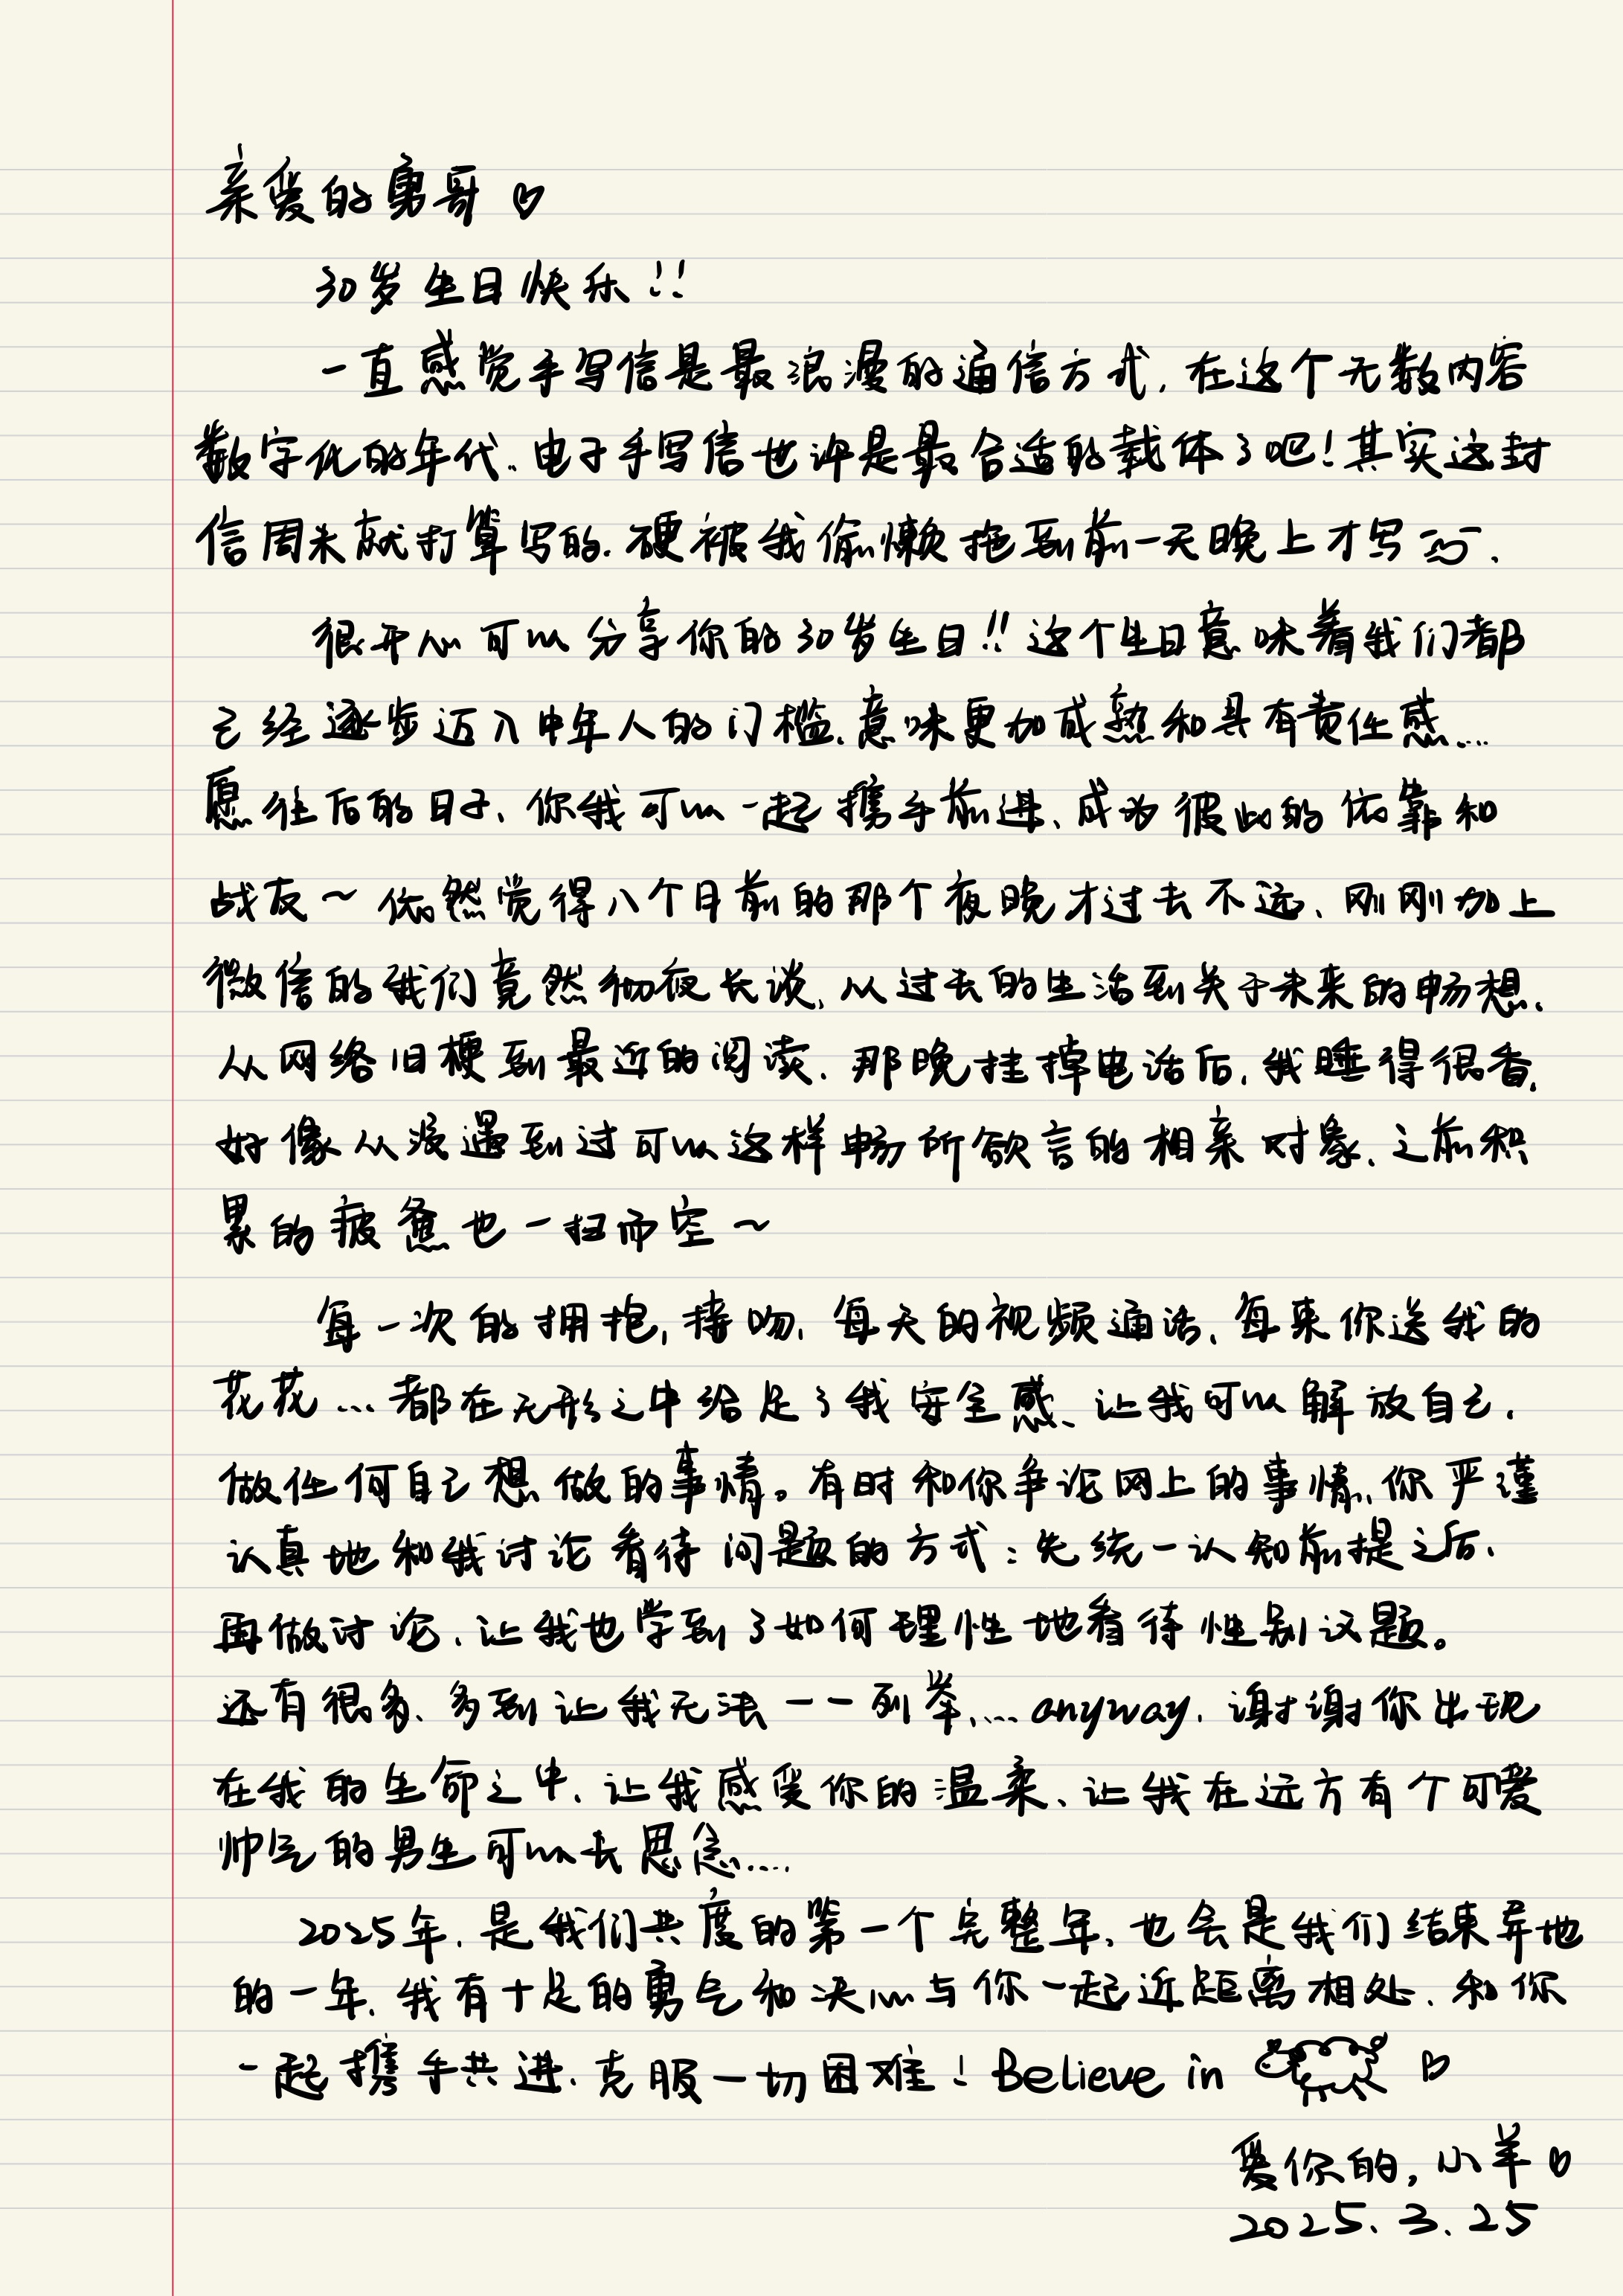 亲爱的勇哥
30岁生日快乐!!
一直感觉手写信是最浪漫的通信方式,在这个无数内容
数字化的年代、电子手写信也许是最合适的载体了吧!其实这封
信周末就打算写的.硬被我偷懒拖到前一天晚上才写
很开心可以分享你的30岁生日!!这个生日意味着我们都
已经逐步迈入中年人的门槛、意味更加成熟和具有责任感...
愿往后的日子、你我可以一起携手前进、成为彼此的依靠和
战友~依然觉得八个月前的那个夜晚才过去不远、刚刚加上
微信的我们竟然彻夜长谈、从过去的生活到关于未来的畅想、
从网络旧梗到最近的阅读、那晚挂掉电话后,我睡得很香,
好像从没遇到过可以这样畅所欲言的相亲对象、之前积
累的疲惫也一扫而空~
每一次的拥抱,接吻,每天的视频通话、每束你送我的
花花...都在无形之中给足了我安全感、让我可以解放自己.
做任何自己想做的事情。有时和你争论网上的事情、你严谨
认真地和我讨论看待问题的方式:先统一认知前提之后、
再做讨论、让我也学到了如何理性地看待性别议题。
还有很多、多到让我无法一一列举....anyway,谢谢你出现
在我的生命之中、让我感受你的温柔、让我在远方有个可爱
帅气的男生可以长思念....
2025年,是我们共度的第一个完整年、也会是我们结束异地
的一年、我有十足的勇气和决心与你一起近距离相处、和你
一起携手共进、克服一切困难!Believe in
爱你的,小羊
2025.3.25